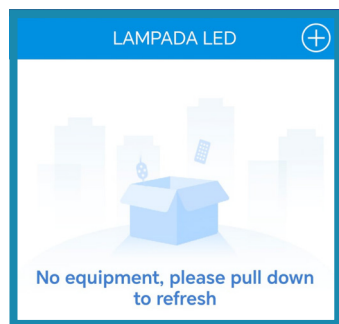 LAMPADA LED
No equipment, please pull down
to refresh